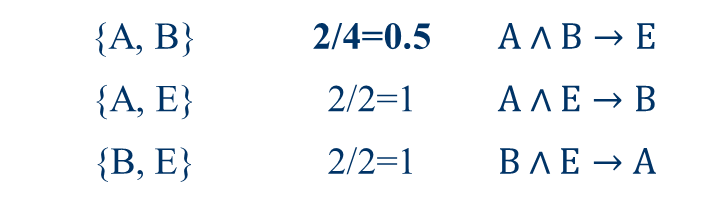 {A, B} 2/4=0.5 A ∧ B → E
{A, E} 2/2=1 A ∧ E → B
{B, E} 2/2=1 B ∧ E → A